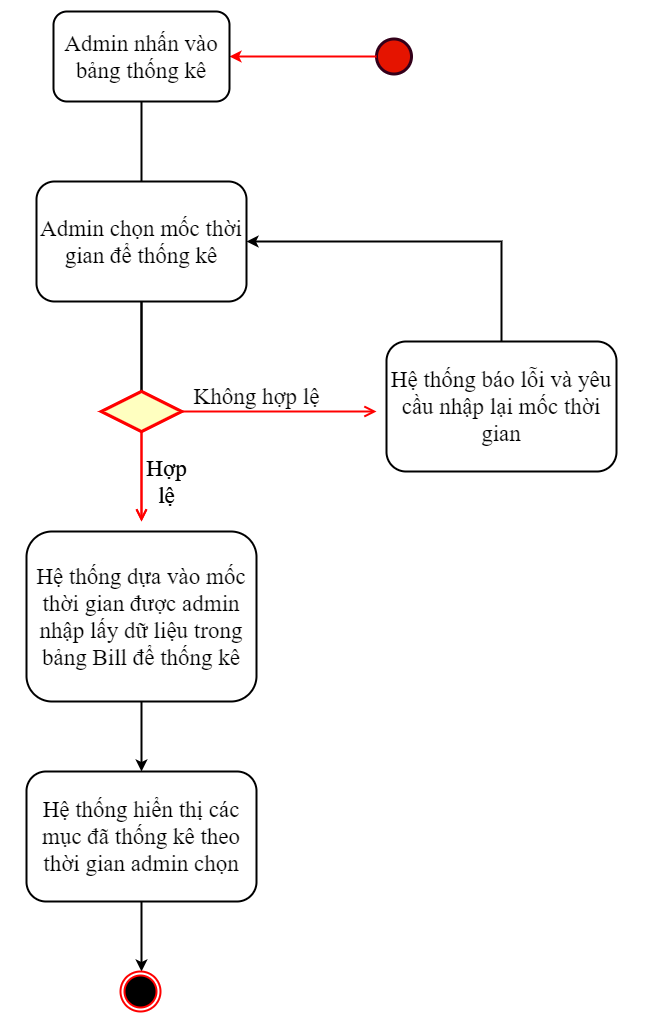 Admin nhấn vào
bảng thống kê
Admin chọn mốc thời
gian để thống kê
Không hợp lệ
Hệ thống báo lỗi và yêu
cầu nhập lại mốc thời
gian
Hợp
lệ
Hệ thống dựa vào mốc
thời gian được admin
nhập lấy dữ liệu trong
bảng Bill để thống kê
Hệ thống hiển thị các
mục đã thống kê theo
thời gian admin chọn